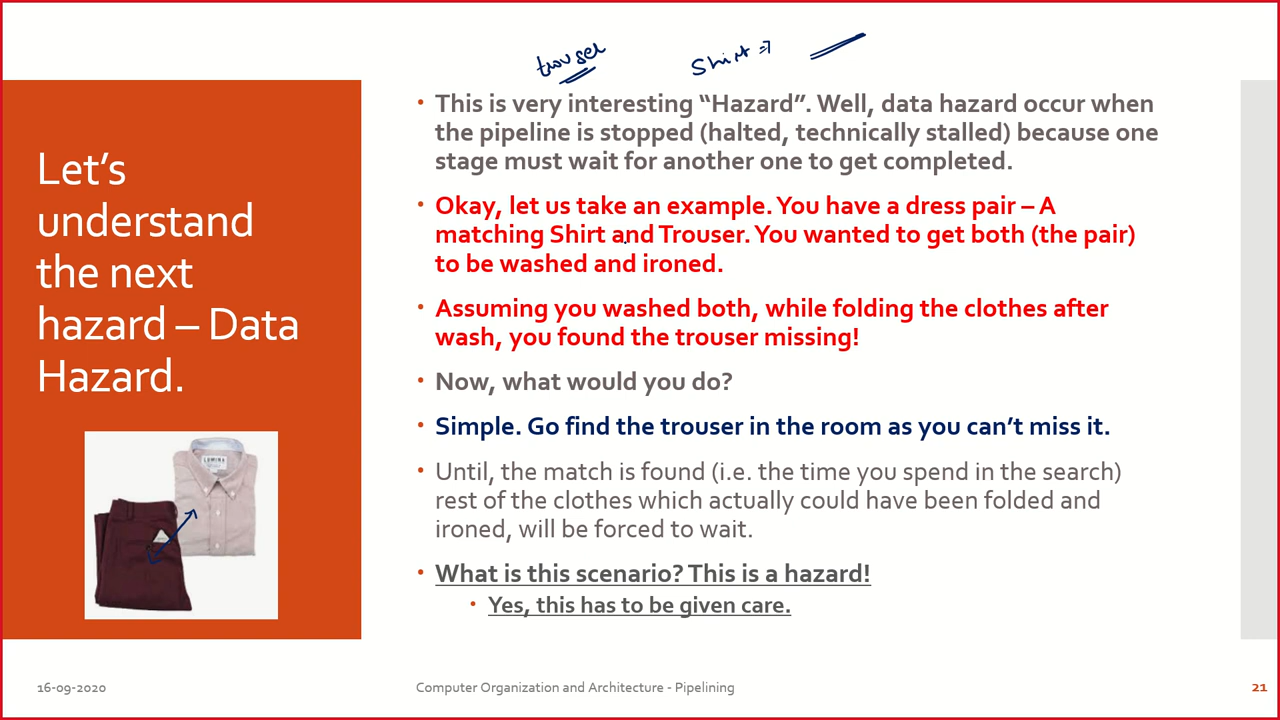 trouser
Shirt ⇒
Let's
understand
the next
hazard – Data
Hazard.
LUMINA
• This is very interesting “Hazard”. Well, data hazard occur when
the pipeline is stopped (halted, technically stalled) because one
stage must wait for another one to get completed.
• Okay, let us take an example. You have a dress pair – A
matching Shirt and Trouser. You wanted to get both (the pair)
to be washed and ironed.
• Assuming you washed both, while folding the clothes after
wash, you found the trouser missing!
• Now, what would you do?
• Simple. Go find the trouser in the room as you can’t miss it.
• Until, the match is found (i.e. the time you spend in the search)
rest of the clothes which actually could have been folded and
ironed, will be forced to wait.
• What is this scenario? This is a hazard!
• Yes, this has to be given care.
16-09-2020
Computer Organization and Architecture - Pipelining
21